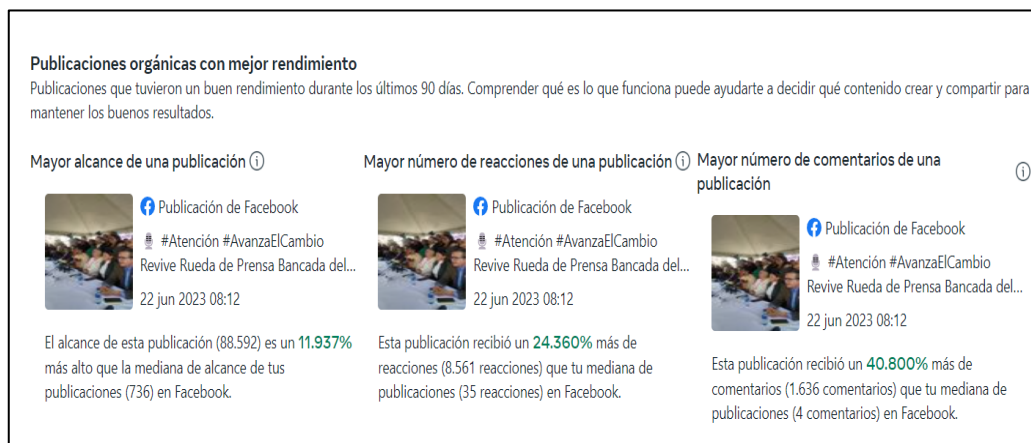 Publicaciones orgánicas con mejor rendimiento
Publicaciones que tuvieron un buen rendimiento durante los últimos 90 días. Comprender qué es lo que funciona puede ayudarte a decidir qué contenido crear y compartir para
mantener los buenos resultados.
Mayor alcance de una publicación
Publicación de Facebook
#Atención #AvanzaElCambio
Revive Rueda de Prensa Bancada del...
22 jun 2023 08:12
El alcance de esta publicación (88.592) es un 11.937%
más alto que la mediana de alcance de tus
publicaciones (736) en Facebook.
Mayor número de reacciones de una publicación
Publicación de Facebook
#Atención #AvanzaElCambio
Revive Rueda de Prensa Bancada del...
22 jun 2023 08:12
Esta publicación recibió un 24.360% más de
reacciones (8.561 reacciones) que tu mediana de
publicaciones (35 reacciones) en Facebook.
Mayor número de comentarios de una
publicación
Publicación de Facebook
#Atención #AvanzaElCambio
Revive Rueda de Prensa Bancada del...
22 jun 2023 08:12
Esta publicación recibió un 40.800% más de
comentarios (1.636 comentarios) que tu mediana de
publicaciones (4 comentarios) en Facebook.